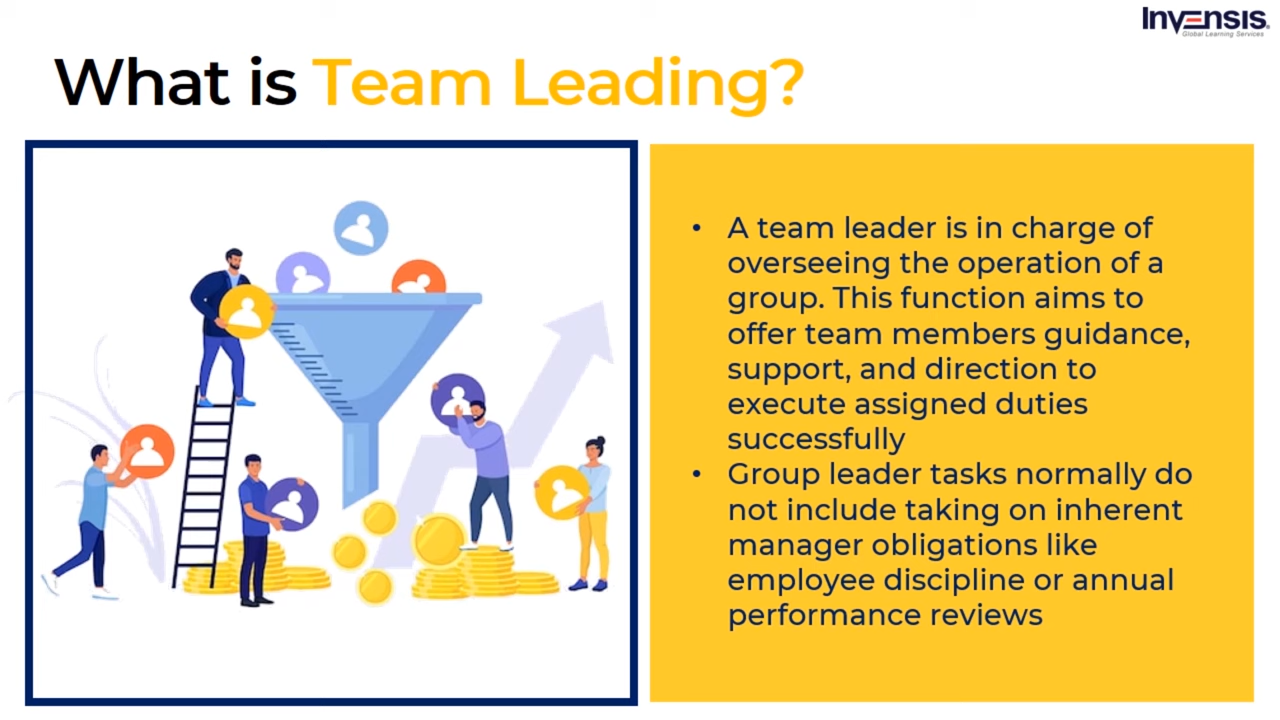 Invensis
Global Learning Services
What is Team Leading?
• A team leader is in charge of
overseeing the operation of a
group. This function aims to
offer team members guidance,
support, and direction to
execute assigned duties
successfully
• Group leader tasks normally do
not include taking on inherent
manager obligations like
employee discipline or annual
performance reviews